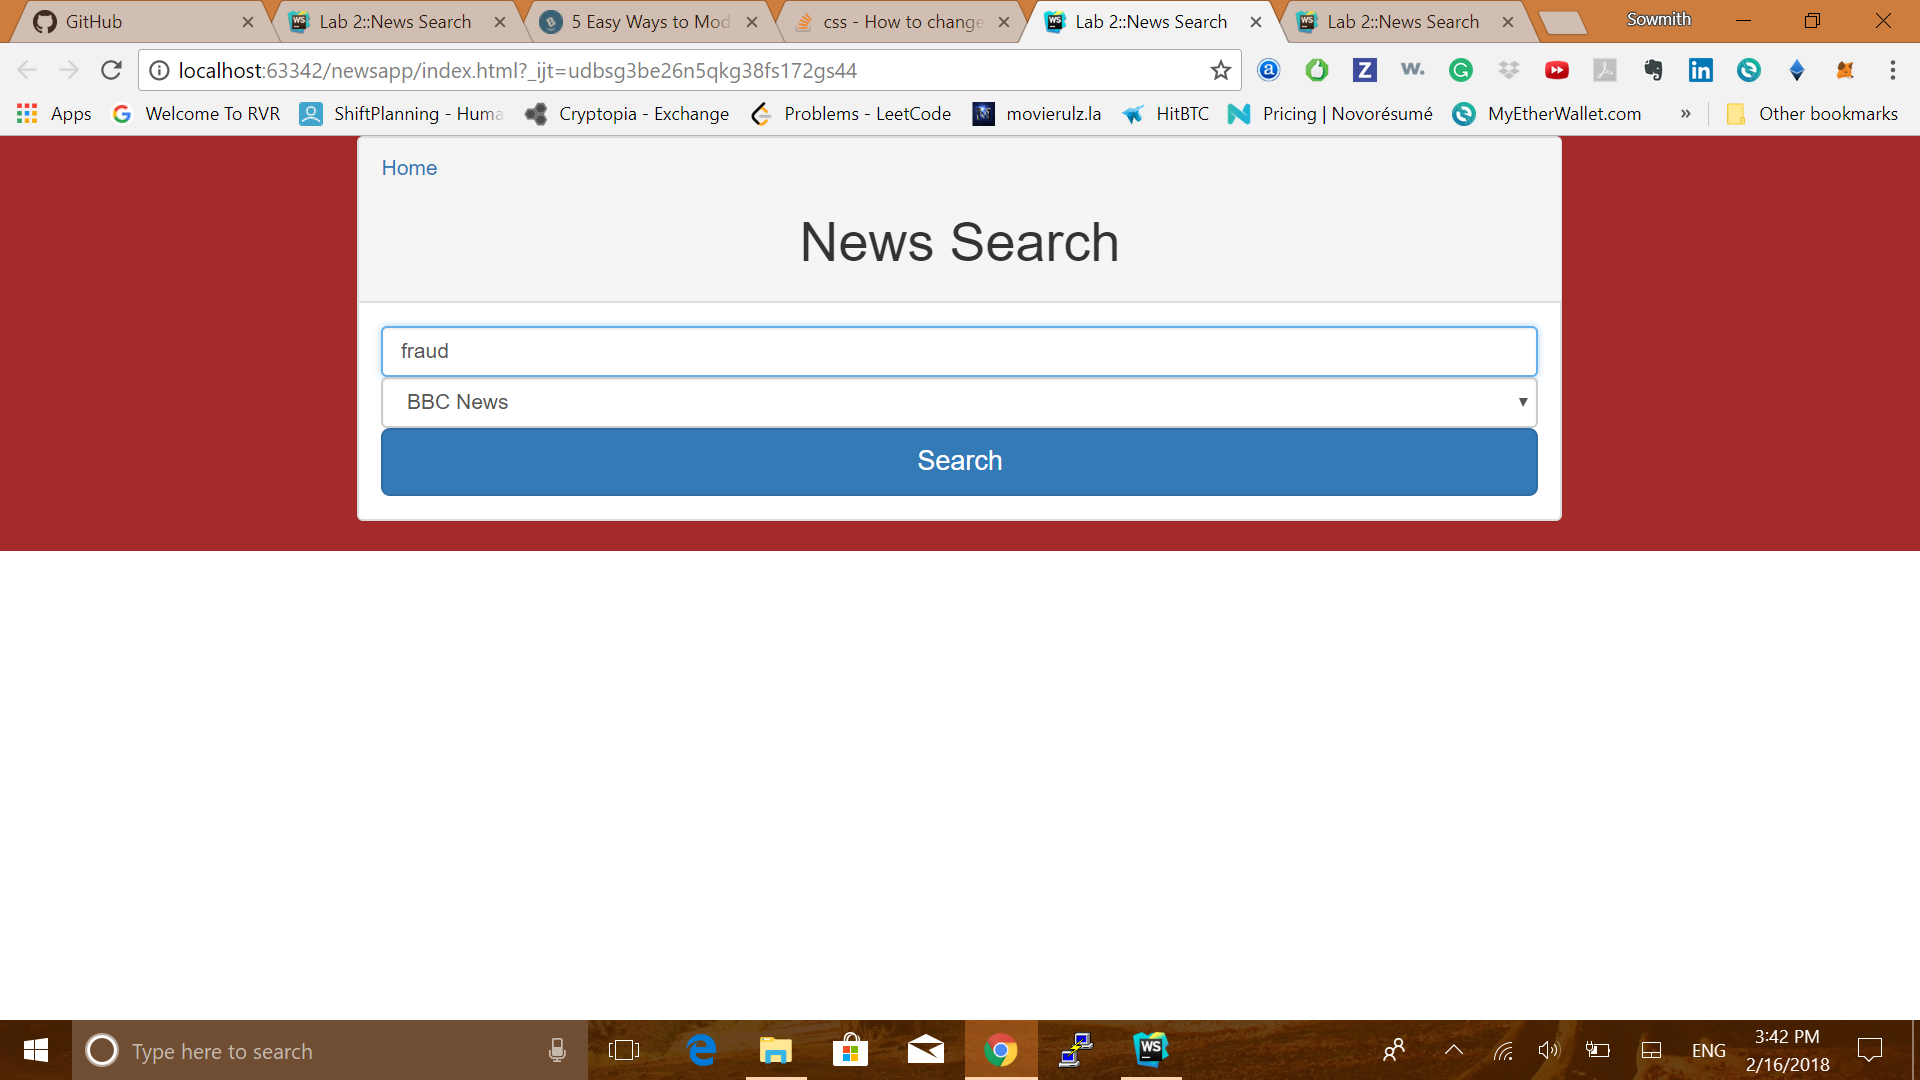 GitHub
Lab 2::News Search
5 Easy Ways to Mod
css - How to change
Lab 2::News Search
Lab 2::News Search
Sowmith
localhost:63342/newsapp/index.html?_ijt=udbsg3be26n5qkg38fs172gs44
Apps
Welcome To RVR
ShiftPlanning - Huma
Cryptopia - Exchange
Problems - LeetCode
movierulz.la
HitBTC
Pricing | Novorésumé
MyEtherWallet.com
»
Other bookmarks
Home
News Search
fraud
BBC News
Search
Type here to search
ENG
3:42 PM
2/16/2018